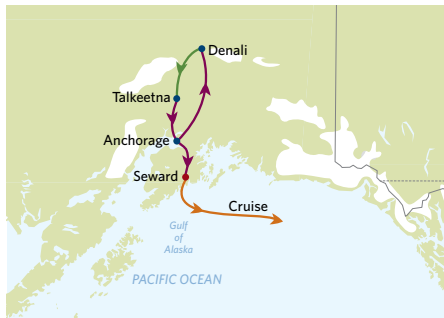 Denali
Talkeetna
Anchorage
Seward
Cruise
Gulf
of
Alaska
PACIFIC OCEAN